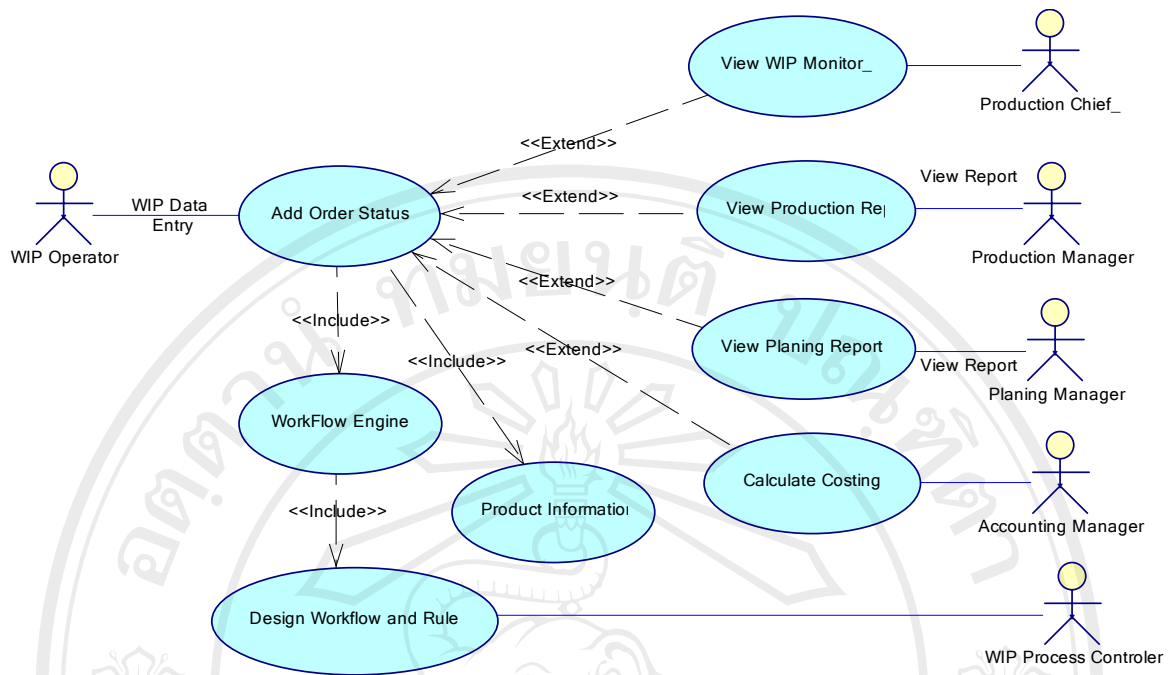 View WIP Monitor_
Production Chief_
<<Extend>>
View Report
<<Extend>>
WIP Data
Entry
Add Order Status
View Production Rep
WIP Operator
Production Manager
<<Extend>>
<<Include>>
View Planing Report
<<Extend>>
<<Include>>
View Report
Planing Manager
WorkFlow Engine
Calculate Costing
Product Information
<<Include>>
Accounting Manager
Design Workflow and Rule
WIP Process Controler